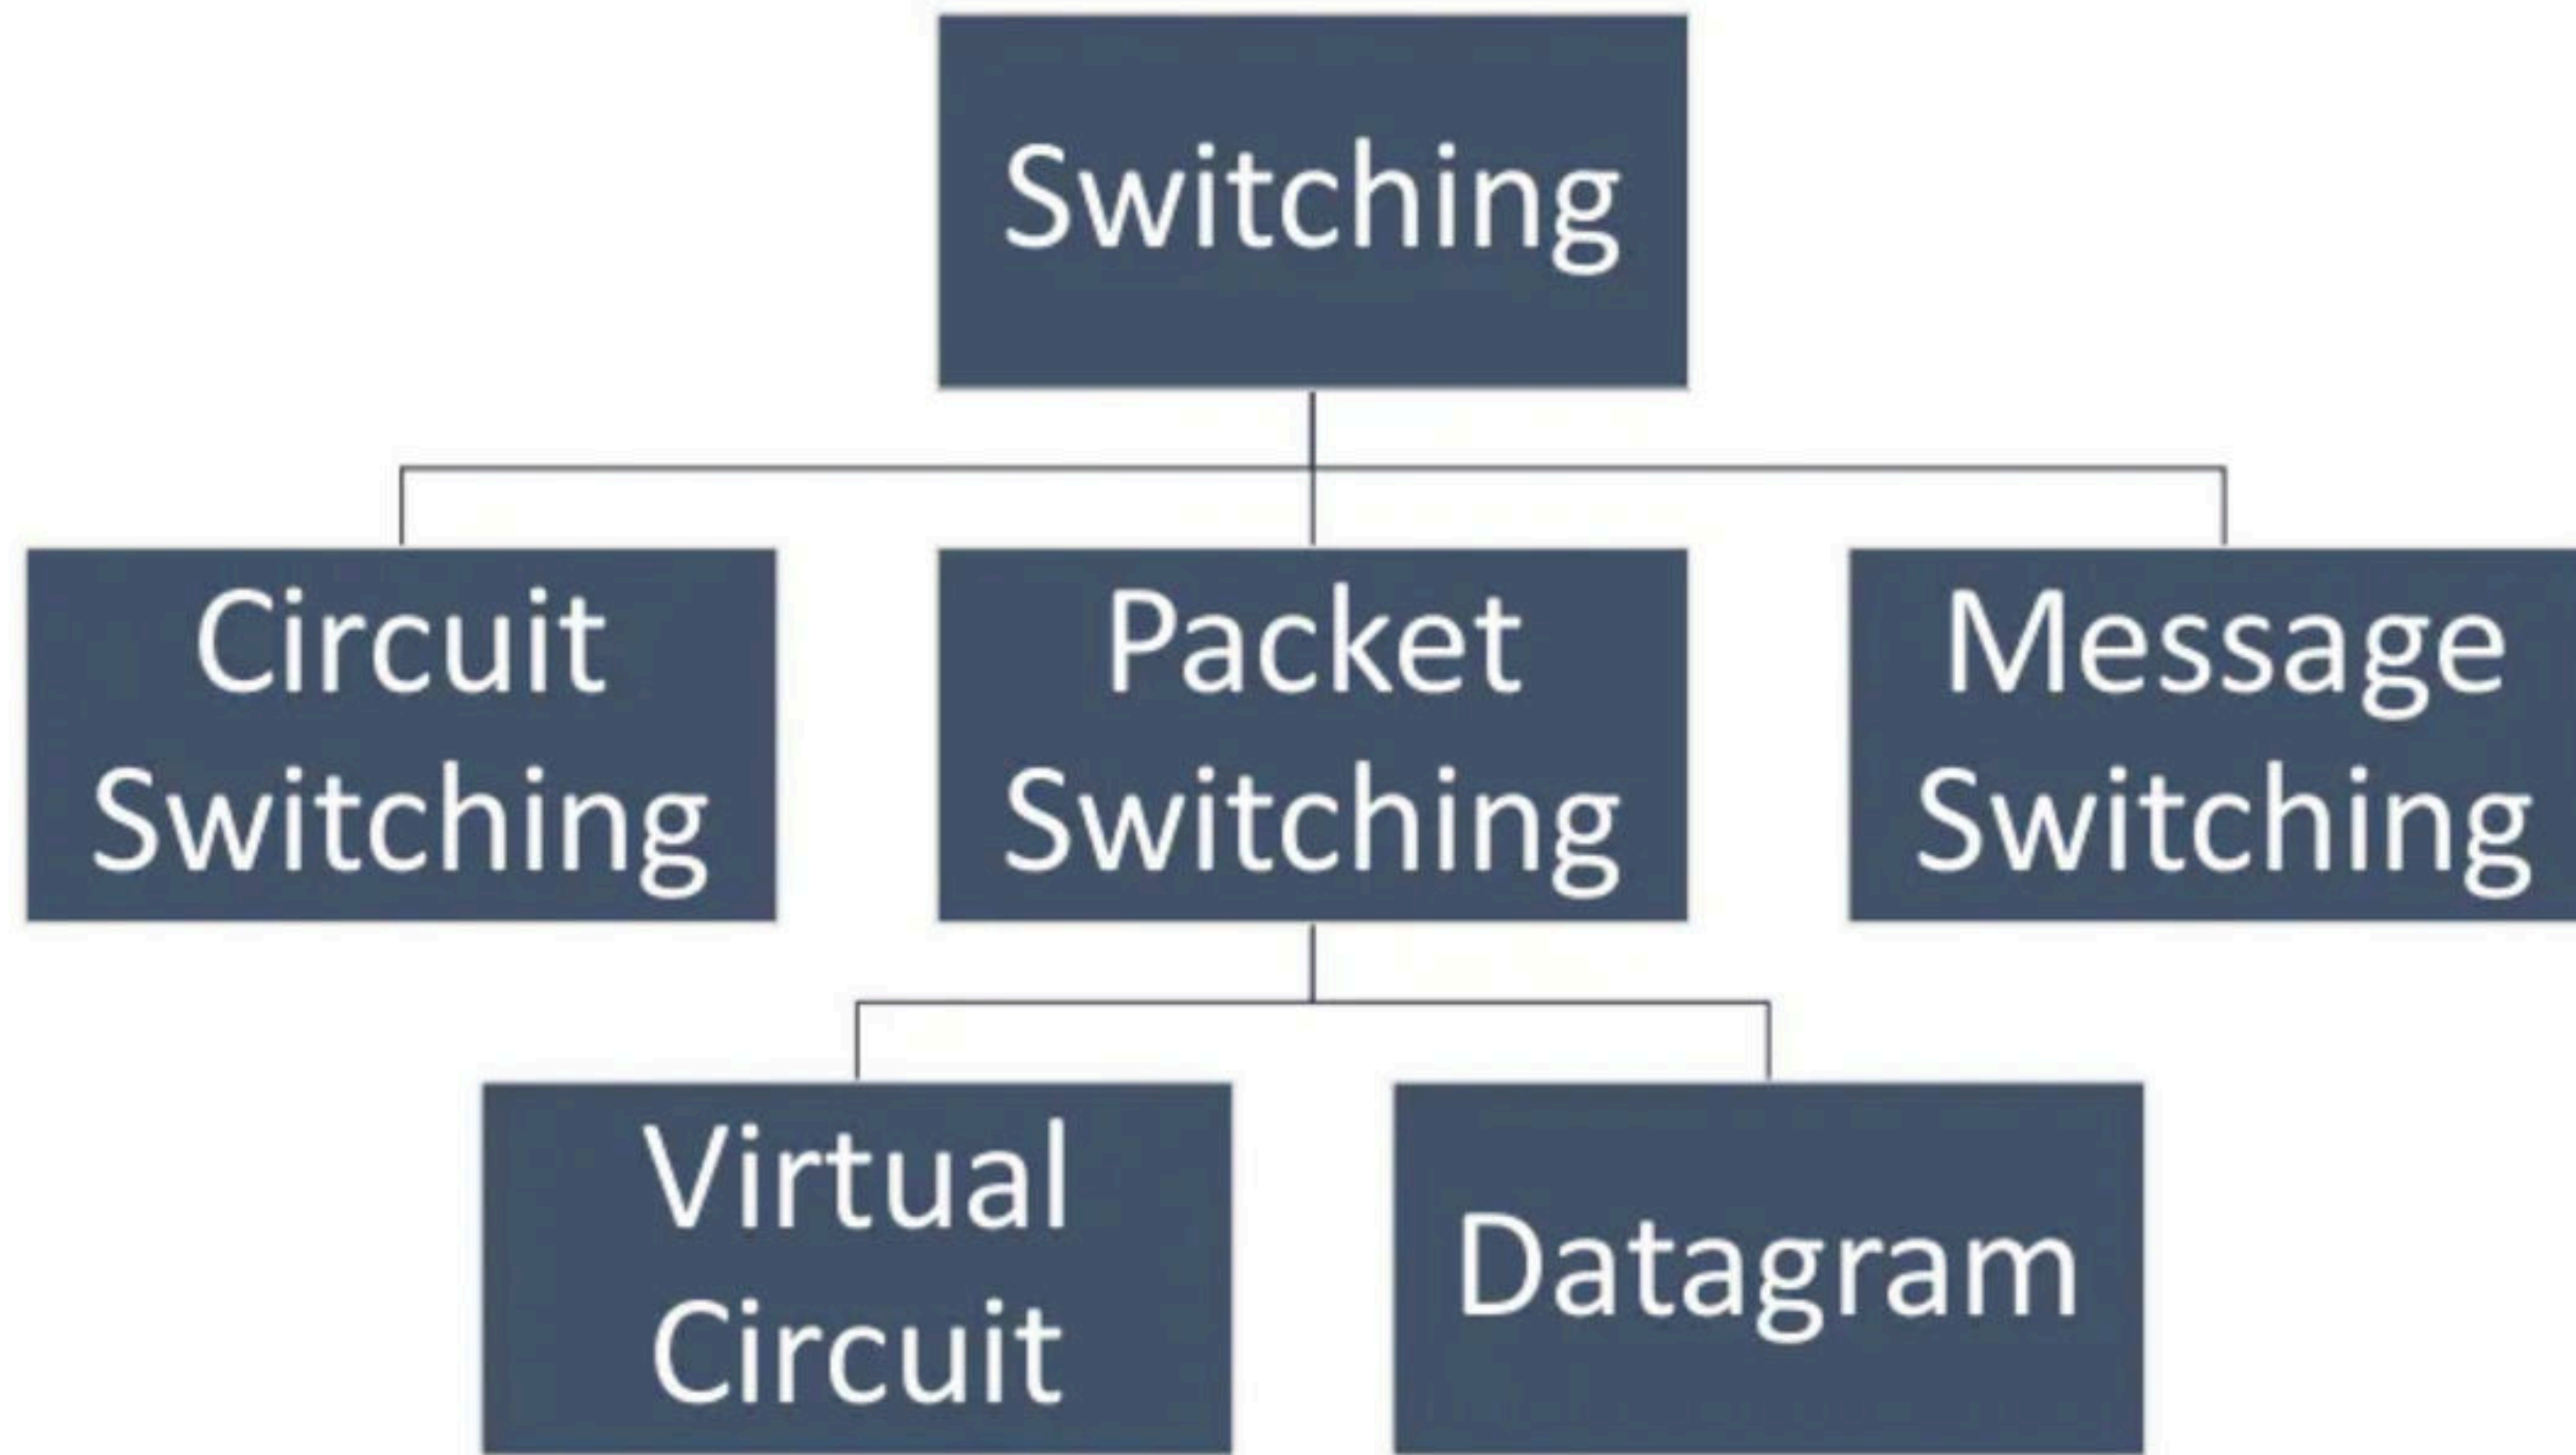 Switching
Circuit
Switching
Packet
Switching
Message
Switching
Virtual
Circuit
Datagram